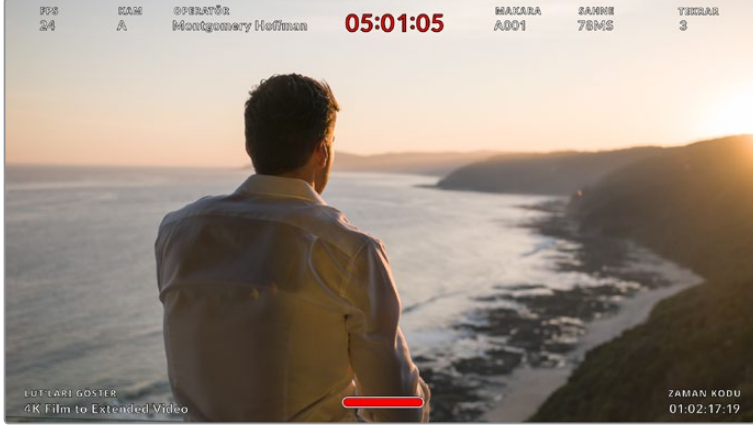 FPS KAM OPERATÖR 05:01:05 MAKARA SAHNE TEKRAR
24 A Montgomery Hoffman A001 78MS 3
LUT'LARI GÖSTER ZAMAN KODU
4K Film to Extended Video 01:02:17:19